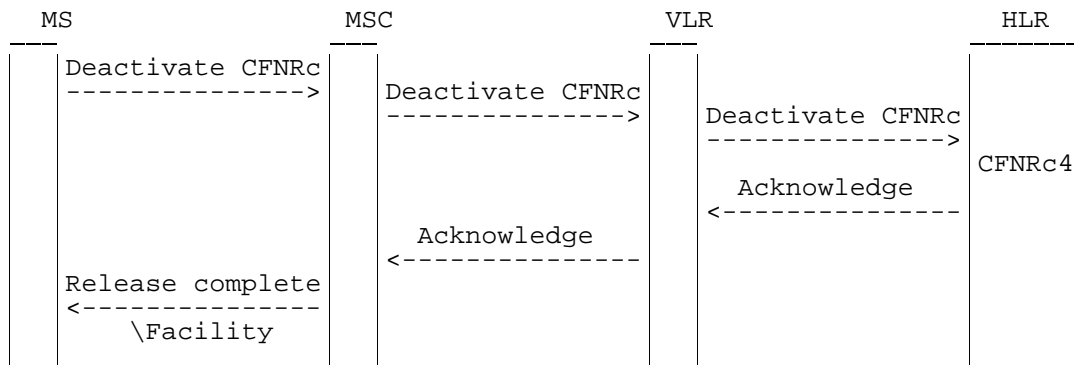 MS MSC VLR HLR
Deactivate CFNRc
--------------->
Deactivate CFNRc
--------------->
Deactivate CFNRc
--------------->
CFNRc4
Acknowledge
<---------------
Acknowledge
<---------------
Release complete
<---------------
\Facility